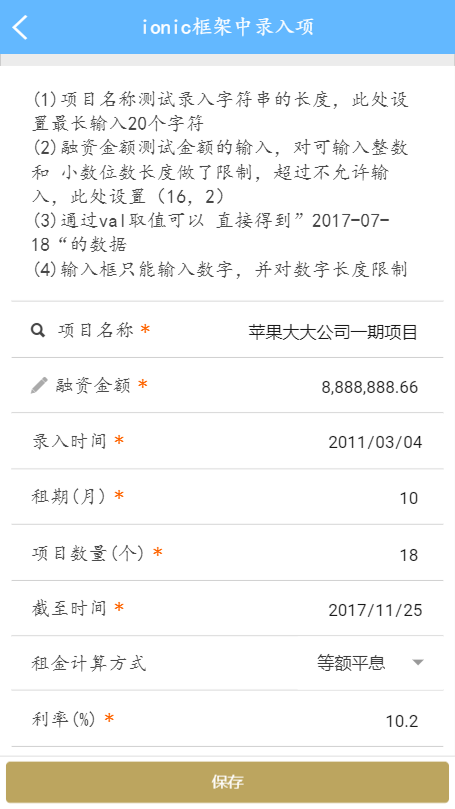 ionic框架中录入项
(1)项目名称测试录入字符串的长度，此处设
置最长输入20个字符
(2)融资金额测试金额的输入，对可输入整数
和 小数位数长度做了限制，超过不允许输
入，此处设置（16，2）
(3)通过val取值可以 直接得到”2017-07-
18“的数据
(4)输入框只能输入数字，并对数字长度限制
项目名称 * 苹果大大公司一期项目
融资金额 * 8,888,888.66
录入时间 * 2011/03/04
租期(月) * 10
项目数量(个) * 18
截至时间 * 2017/11/25
租金计算方式 等额平息
利率(%) * 10.2
保存